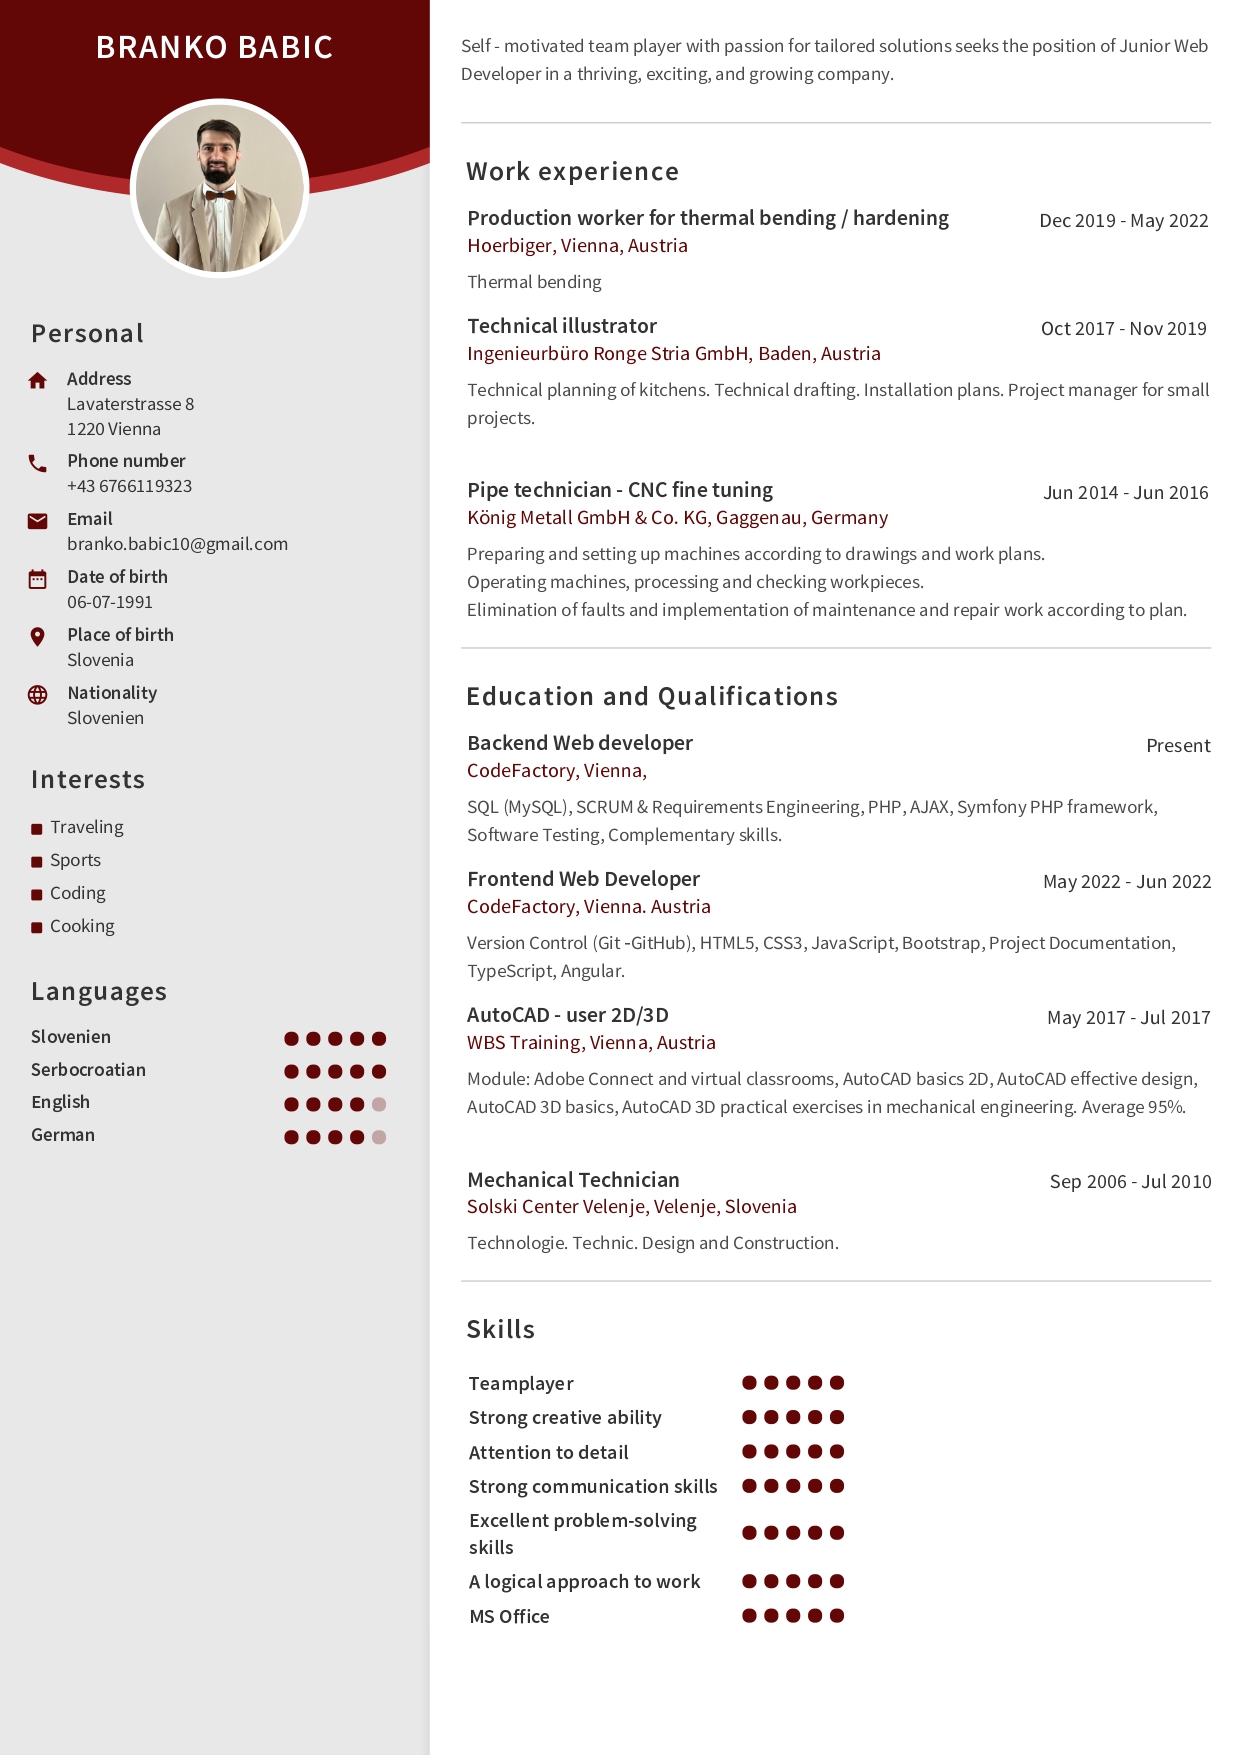 BRANKO BABIC
Personal
Address
Lavaterstrasse 8
1220 Vienna
Phone number
+43 6766119323
Email
branko.babic10@gmail.com
Date of birth
06-07-1991
Place of birth
Slovenia
Nationality
Slovenien
Interests
Traveling
Sports
Coding
Cooking
Languages
Slovenien
Serbocroatian
English
German
Self - motivated team player with passion for tailored solutions seeks the position of Junior Web
Developer in a thriving, exciting, and growing company.
Work experience
Production worker for thermal bending / hardening
Dec 2019 - May 2022
Hoerbiger, Vienna, Austria
Thermal bending
Technical illustrator
Oct 2017 - Nov 2019
Ingenieurbüro Ronge Stria GmbH, Baden, Austria
Technical planning of kitchens. Technical drafting. Installation plans. Project manager for small
projects.
Pipe technician - CNC fine tuning
Jun 2014 - Jun 2016
König Metall GmbH & Co. KG, Gaggenau, Germany
Preparing and setting up machines according to drawings and work plans.
Operating machines, processing and checking workpieces.
Elimination of faults and implementation of maintenance and repair work according to plan.
Education and Qualifications
Backend Web developer
Present
CodeFactory, Vienna,
SQL (MySQL), SCRUM & Requirements Engineering, PHP, AJAX, Symfony PHP framework,
Software Testing, Complementary skills.
Frontend Web Developer
May 2022 - Jun 2022
CodeFactory, Vienna. Austria
Version Control (Git -GitHub), HTML5, CSS3, JavaScript, Bootstrap, Project Documentation,
TypeScript, Angular.
AutoCAD - user 2D/3D
May 2017 - Jul 2017
WBS Training, Vienna, Austria
Module: Adobe Connect and virtual classrooms, AutoCAD basics 2D, AutoCAD effective design,
AutoCAD 3D basics, AutoCAD 3D practical exercises in mechanical engineering. Average 95%.
Mechanical Technician
Sep 2006 - Jul 2010
Solski Center Velenje, Velenje, Slovenia
Technologie. Technic. Design and Construction.
Skills
Teamplayer
Strong creative ability
Attention to detail
Strong communication skills
Excellent problem-solving
skills
A logical approach to work
MS Office